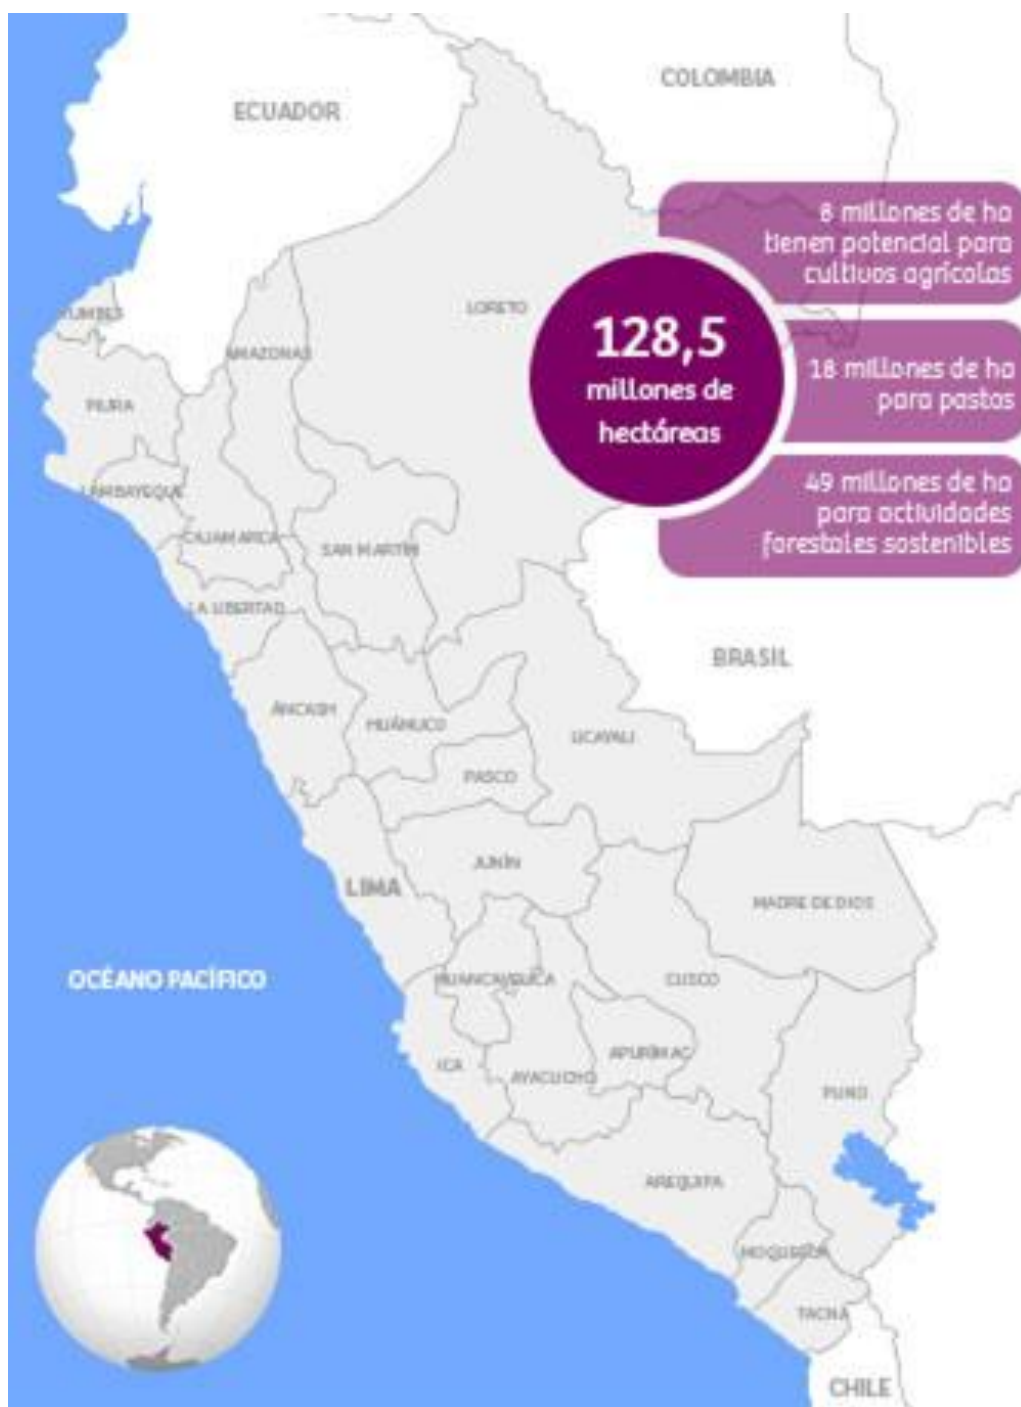 COLOMBIA
ECUADOR
8 millones de ha
tienen potencial para
cultivos agrícolas
LORETO
TUMBES
128,5
millones de
hectáreas
AMAZONAS
18 millones de ha
para pastos
PIURA
LAMBAYEQUE
49 millones de ha
para actividades
forestales sostenibles
CAJAMARCA
SAN MARTÍN
LA LIBERTAD
BRASIL
ÁNCASH
HUÁNUCO
UCAYALI
PASCO
JUNÍN
LIMA
MADRE DE DIOS
OCÉANO PACÍFICO
HUANCAVELICA
CUSCO
ICA
APURÍMAC
AYACUCHO
PUNO
AREQUIPA
MOQUEGUA
TACNA
CHILE